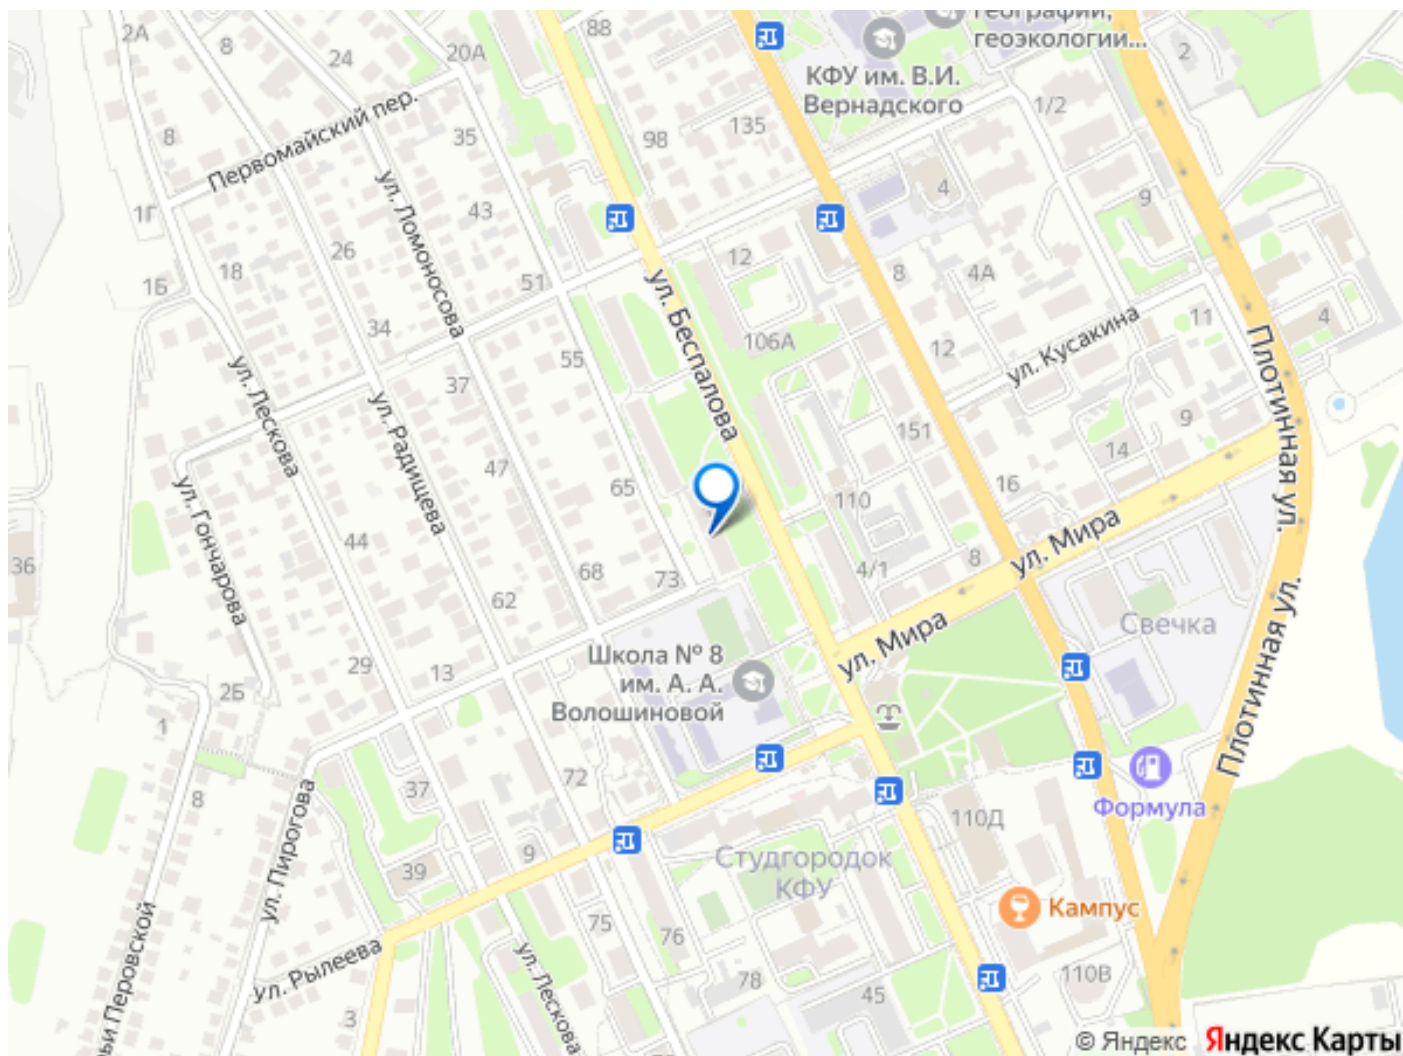 2А
8
24
20А
88
географии,
геоэкологии...
2
КФУ им. В.И.
Вернадского
1/2
8
Первомайский пер.
35
98
135
ул. Ломоносова
43
4
9
1Г
26
18
51
12
8
4А
1Б
ул. Беспалова
34
106А
12
ул. Кусакина
11
4
Плотинная ул.
55
ул. Лескова
37
ул. Радищева
151
9
14
47
65
110
16
ул. Гончарова
44
ул. Мира
36
68
73
4/1
8
62
Свечка
ул. Мира
Плотинная ул.
Школа № 8
им. А. А.
Волошиновой
29
13
2Б
1
72
8
37
ул. Пирогова
Формула
110Д
9
39
Студгородок
КФУ
Кампус
75
76
ул. Рылеева
ул. Лескова
78
45
110В
3
ьи Перовской
© Яндекс Яндекс Карты